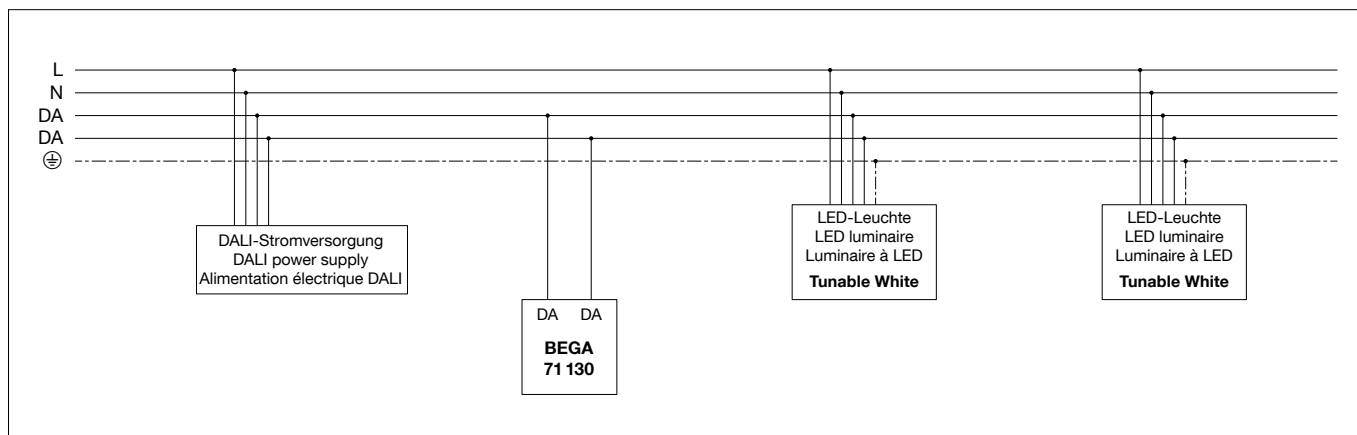 L
N
DA
DA
DALI-Stromversorgung
DALI power supply
Alimentation électrique DALI
DA DA
BEGA
71 130
LED-Leuchte
LED luminaire
Luminaire à LED
Tunable White
LED-Leuchte
LED luminaire
Luminaire à LED
Tunable White